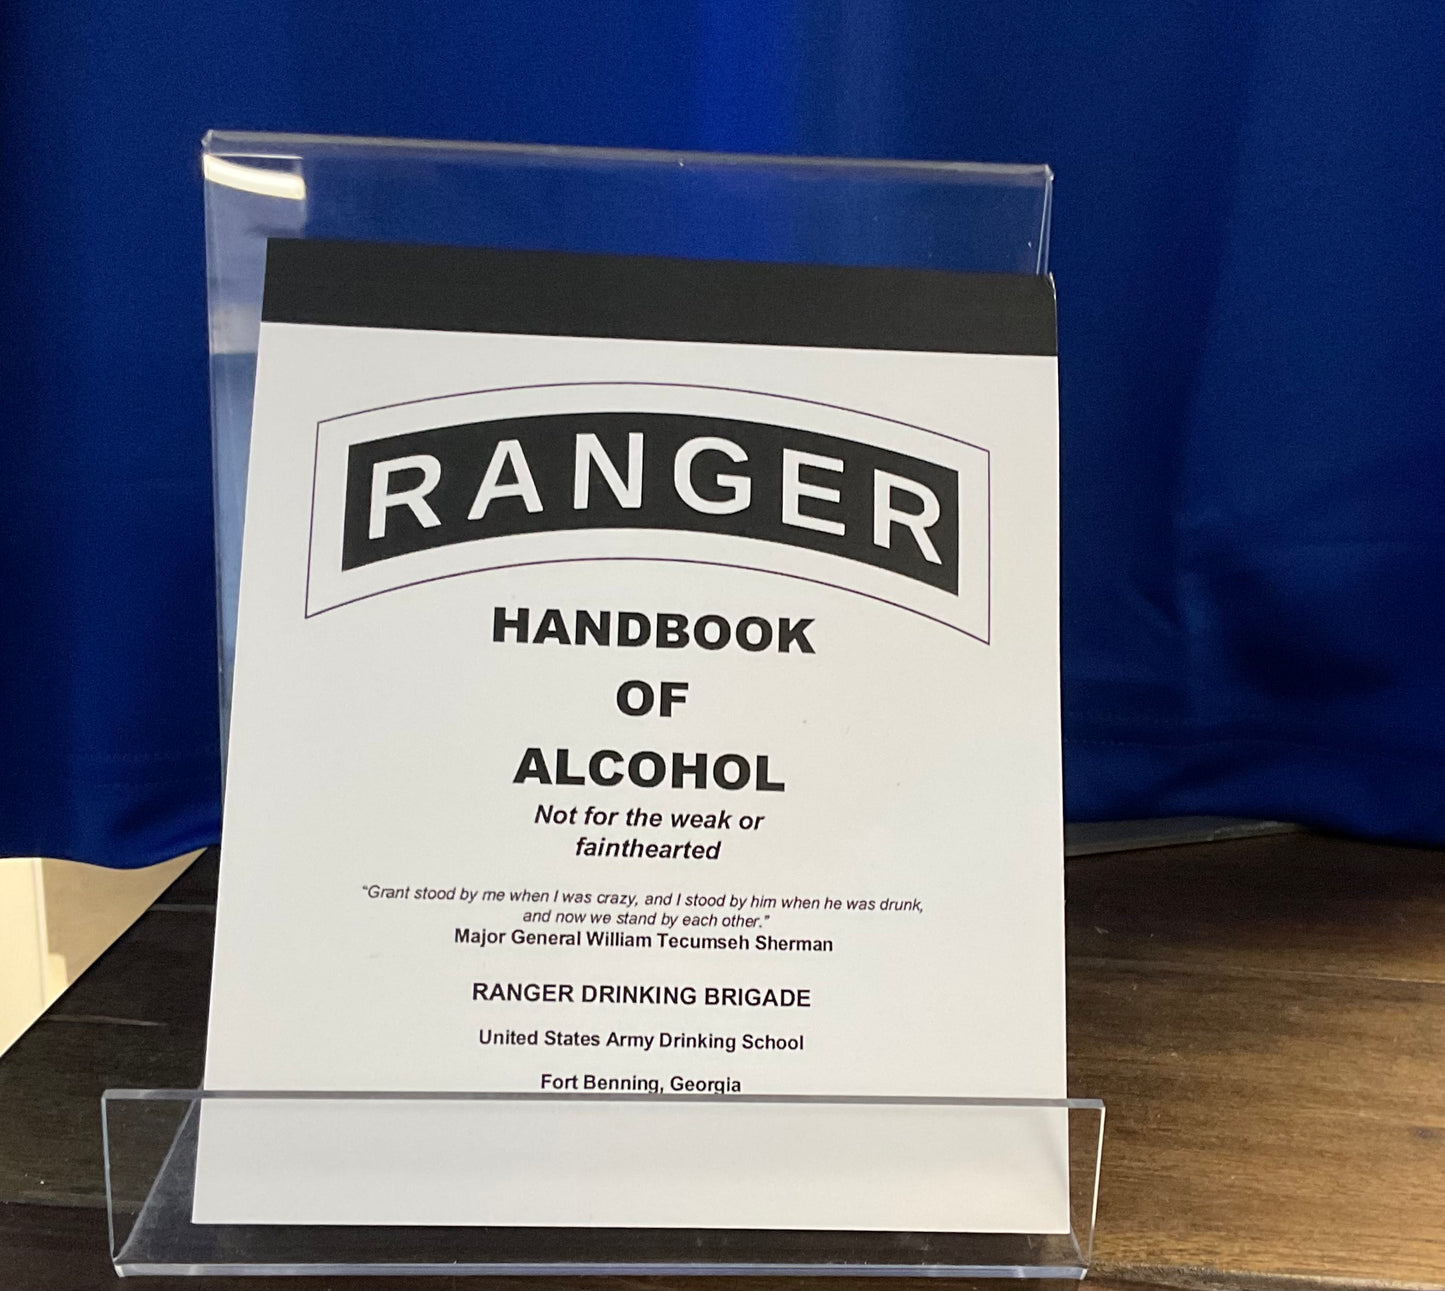 RANGER
HANDBOOK
OF
ALCOHOL
Not for the weak or
fainthearted
“Grant stood by me when I was crazy, and I stood by him when he was drunk,
and now we stand by each other.”
Major General William Tecumseh Sherman
RANGER DRINKING BRIGADE
United States Army Drinking School
Fort Benning, Georgia